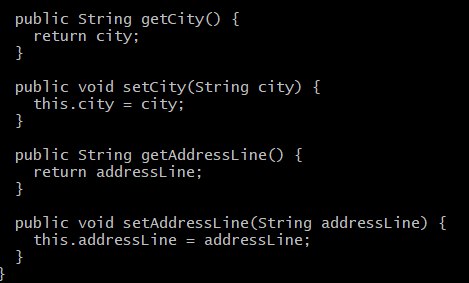 public String getCity() {
return city;
}
public void setCity(String city) {
this.city = city;
}
public String getAddressLine() {
return addressLine;
}
public void setAddressLine(String addressLine) {
this.addressLine = addressLine;
}
}